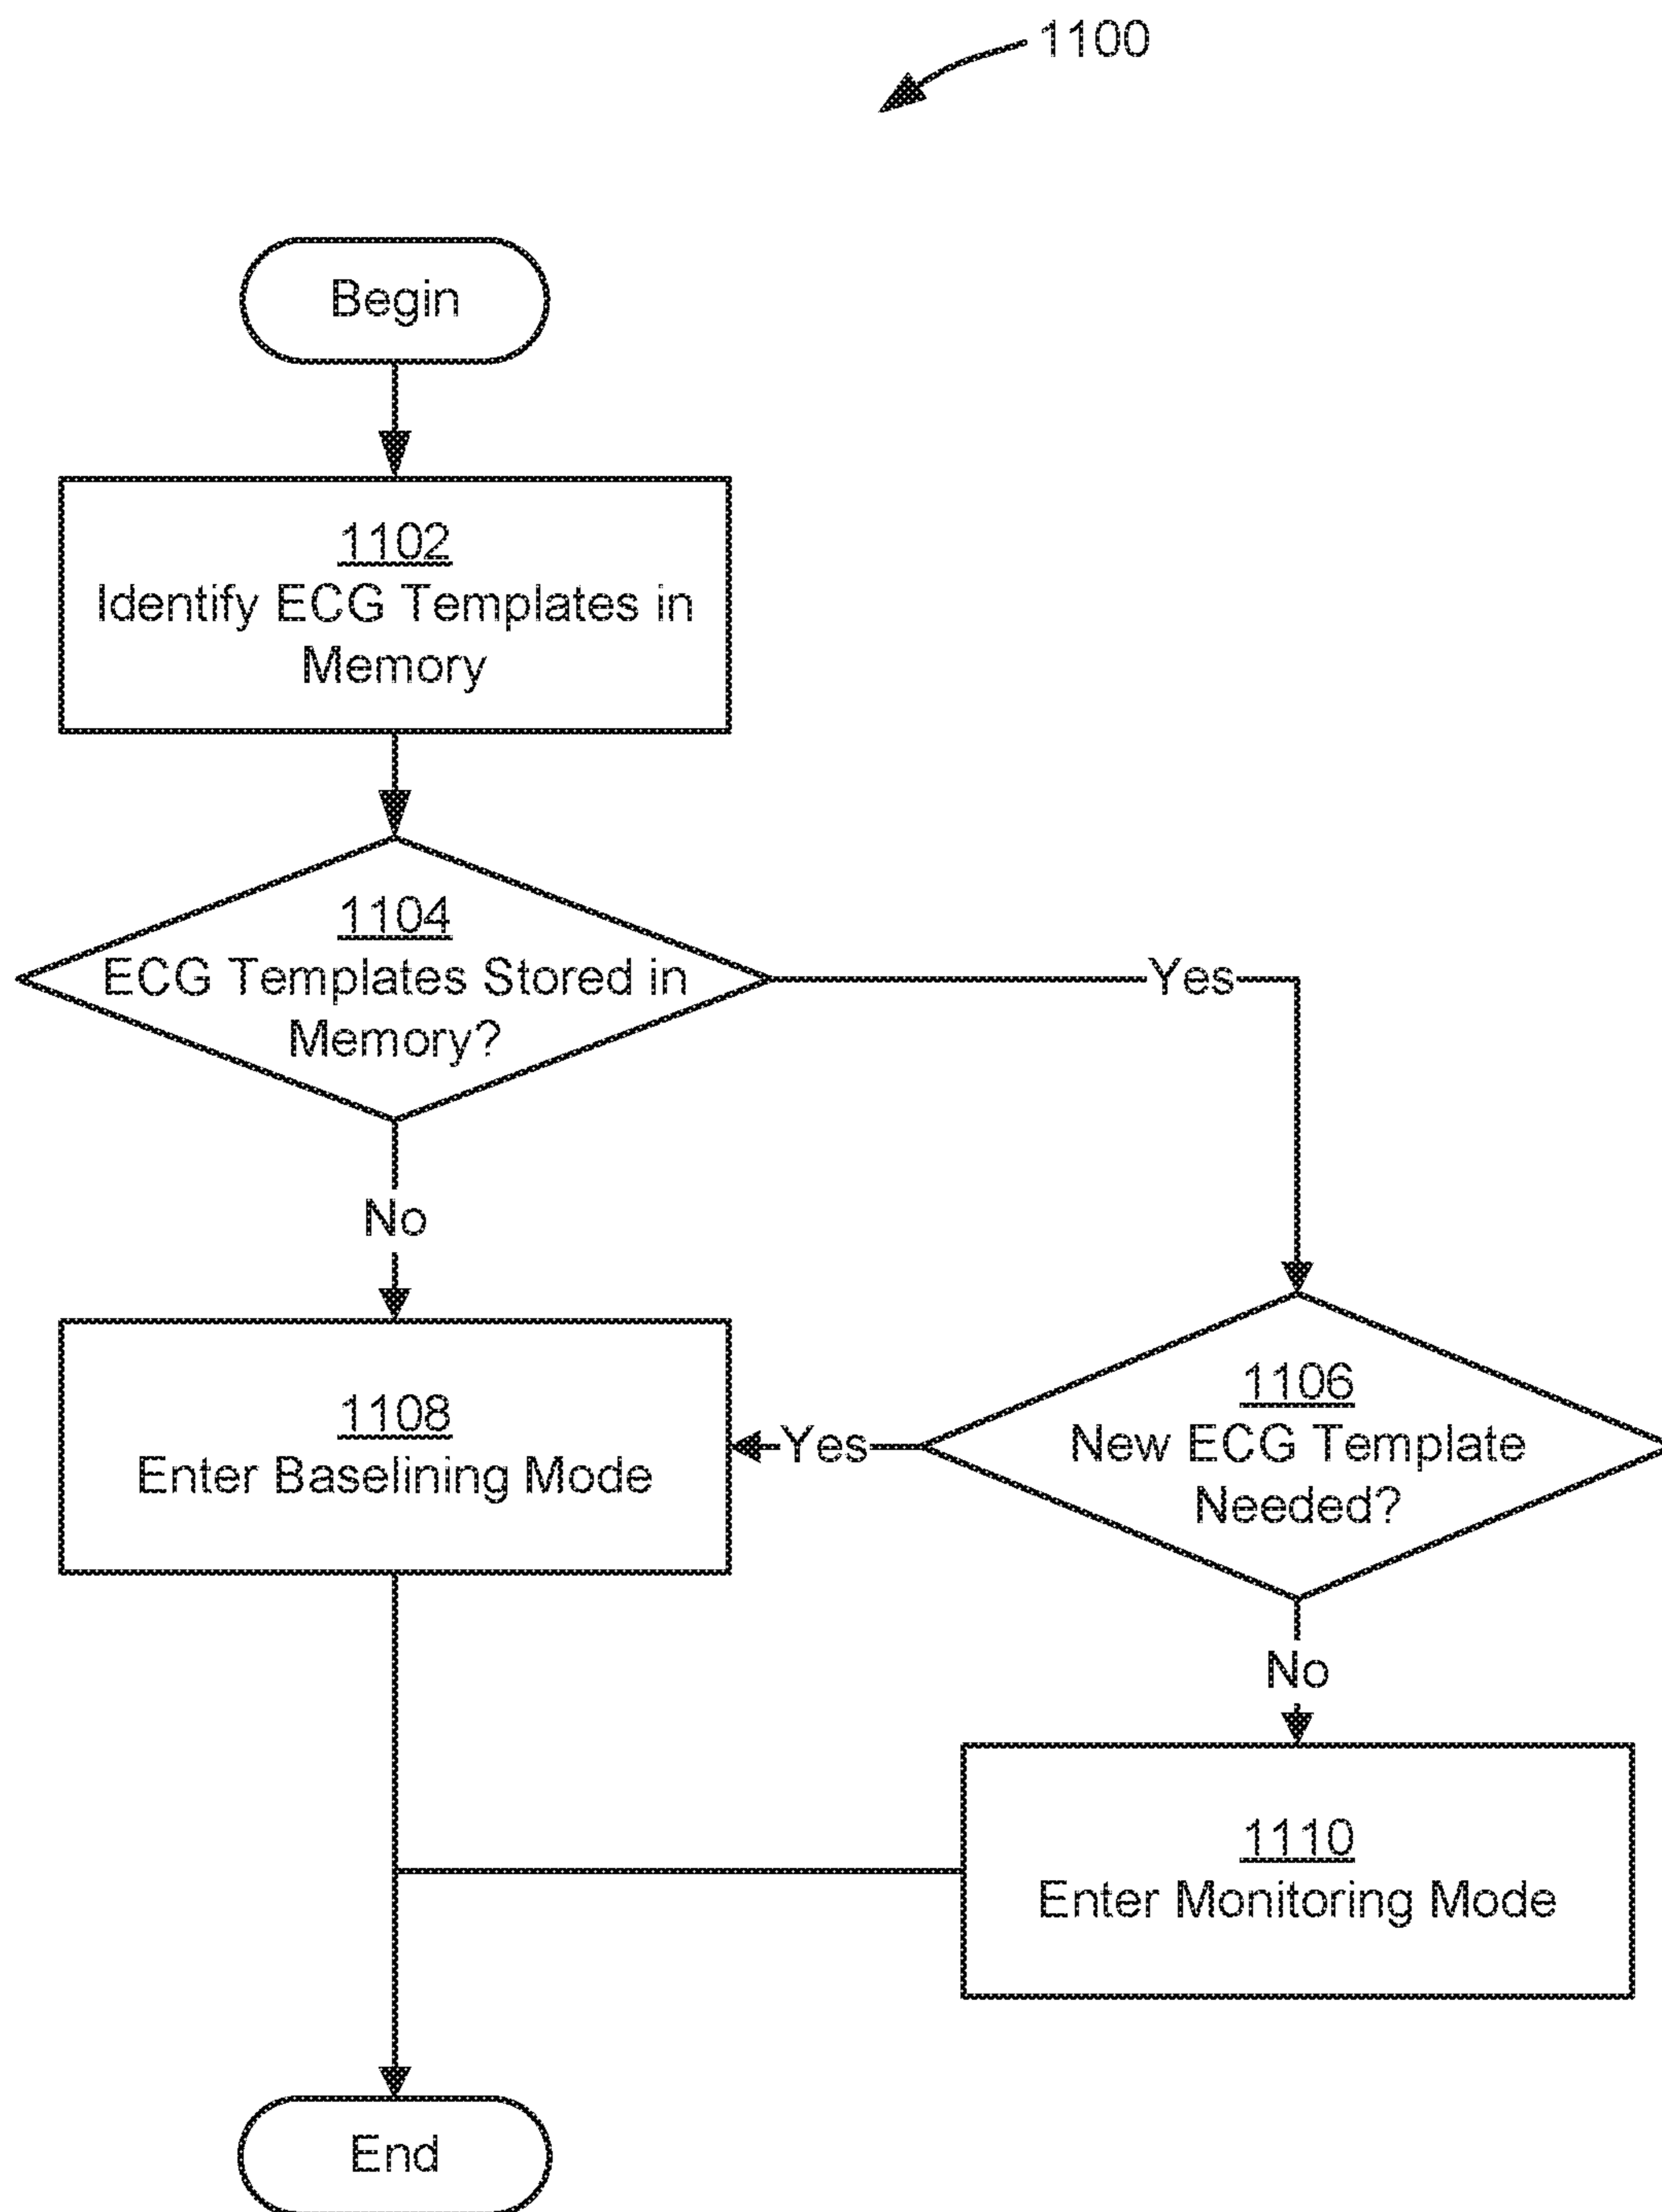 1100
Begin
1102
Identify ECG Templates in
Memory
1104
ECG Templates Stored in
Memory?
Yes
No
1106
New ECG Template
Needed?
Yes
1108
Enter Baselining Mode
No
1110
Enter Monitoring Mode
End